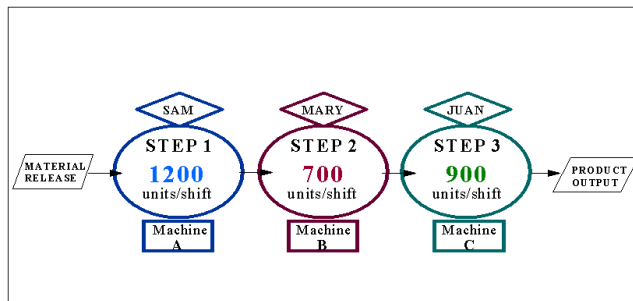 SAM
MARY
JUAN
STEP 1
STEP 2
STEP 3
MATERIAL
RELEASE
1200
700
900
PRODUCT
OUTPUT
units/shift
units/shift
units/shift
Machine
A
Machine
B
Machine
C